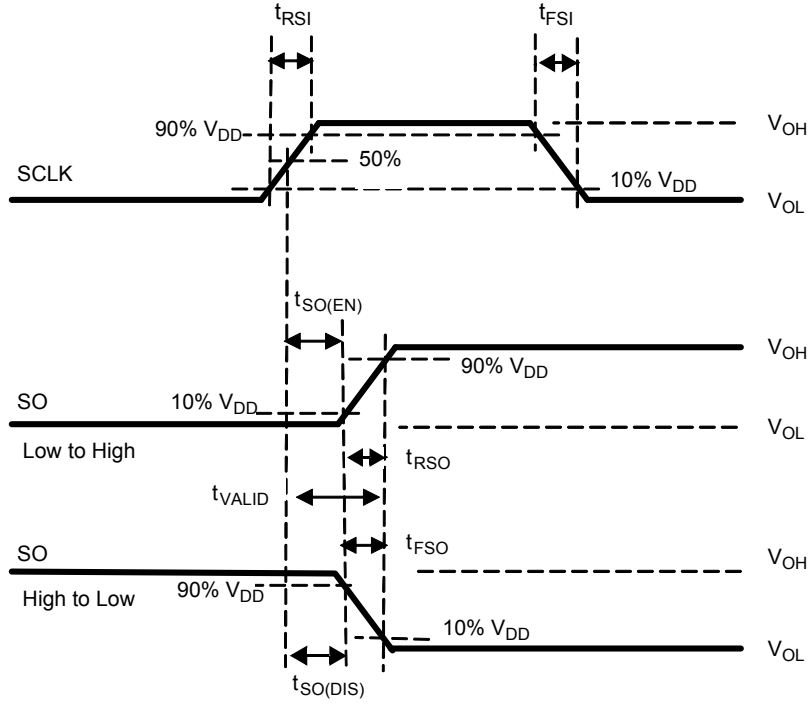 tRSI
tFSI
90% VDD
VOH
50%
SCLK
10% VDD
VOL
tSO(EN)
VOH
90% VDD
SO
10% VDD
VOL
Low to High
tRSO
tVALID
SO
tFSO
VOH
High to Low
90% VDD
10% VDD
VOL
tSO(DIS)